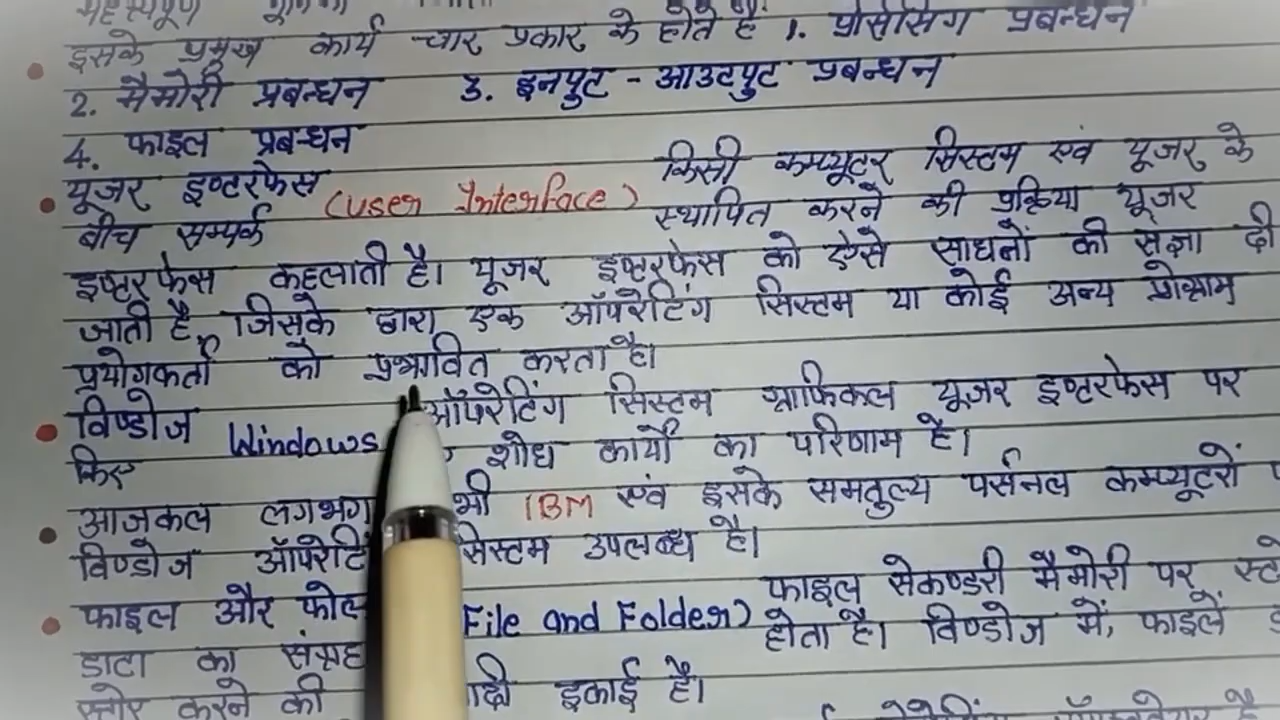 महत्वपूर्ण
इसके प्रमुख कार्य चार प्रकार के होते है 1. प्रोसेसिंग प्रबन्धन
2. मैमोरी प्रबन्धन 3. इनपुट - आउटपुट प्रबन्धन
4. फाइल प्रबन्धन
यूजर इण्टरफेस (user Interface) किसी कम्प्यूटर सिस्टम एवं यूजर के
बीच सम्पर्क स्थापित करने की प्रक्रिया यूजर
इण्टरफेस कहलाती है। यूजर इण्टरफेस को ऐसे साधनों की संज्ञा दी
जाती है, जिसके द्वारा एक ऑपरेटिंग सिस्टम या कोई अन्य प्रोग्राम
प्रयोगकर्ता को प्रभावित करता है।
विण्डोज Windows ऑपरेटिंग सिस्टम ग्राफिकल यूजर इण्टरफेस पर
किए शोध कार्यों का परिणाम है।
आजकल लगभग भी IBM एवं इसके समतुल्य पर्सनल कम्प्यूटरों
विण्डोज ऑपरेटिं सिस्टम उपलब्ध है।
फाइल और फोल File and Folder) फाइल सेकण्डरी मैमोरी पर स्टो
डाटा का संग्रह होता है। विण्डोज में, फाइलें
स्टोर करने की इकाई है।